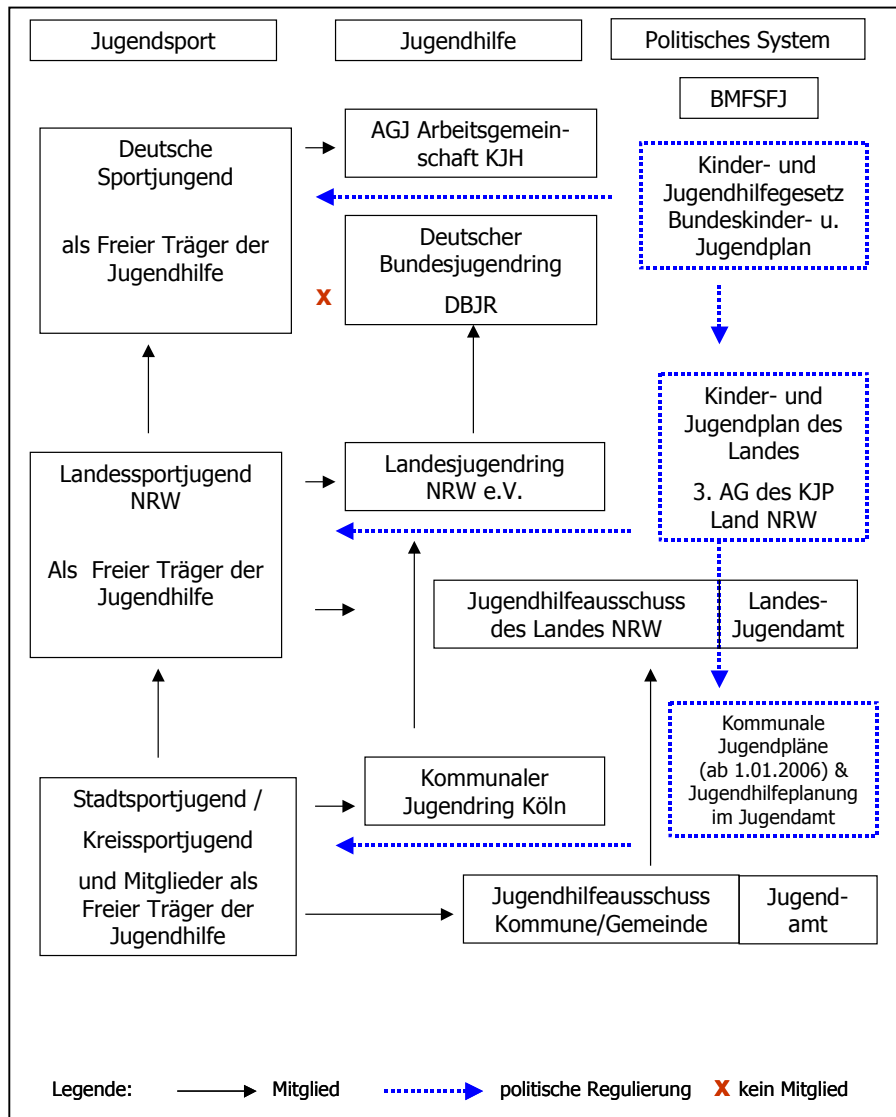 Jugendsport
Jugendhilfe
Politisches System
BMFSFJ
Deutsche
Sportjungend
als Freier Träger der
Jugendhilfe
AGJ Arbeitsgemein-
schaft KJH
Kinder- und
Jugendhilfegesetz
Bundeskinder- u.
Jugendplan
Deutscher
Bundesjugendring
DBJR
x
Kinder- und
Jugendplan des
Landes
3. AG des KJP
Land NRW
Landessportjugend
NRW
Als Freier Träger der
Jugendhilfe
Landesjugendring
NRW e.V.
Jugendhilfeausschuss
des Landes NRW
Landes-
Jugendamt
Kommunale
Jugendpläne
(ab 1.01.2006) &
Jugendhilfeplanung
im Jugendamt
Stadtsportjugend /
Kreissportjugend
und Mitglieder als
Freier Träger der
Jugendhilfe
Kommunaler
Jugendring Köln
Jugendhilfeausschuss
Kommune/Gemeinde
Jugend-
amt
Legende: Mitglied politische Regulierung x kein Mitglied